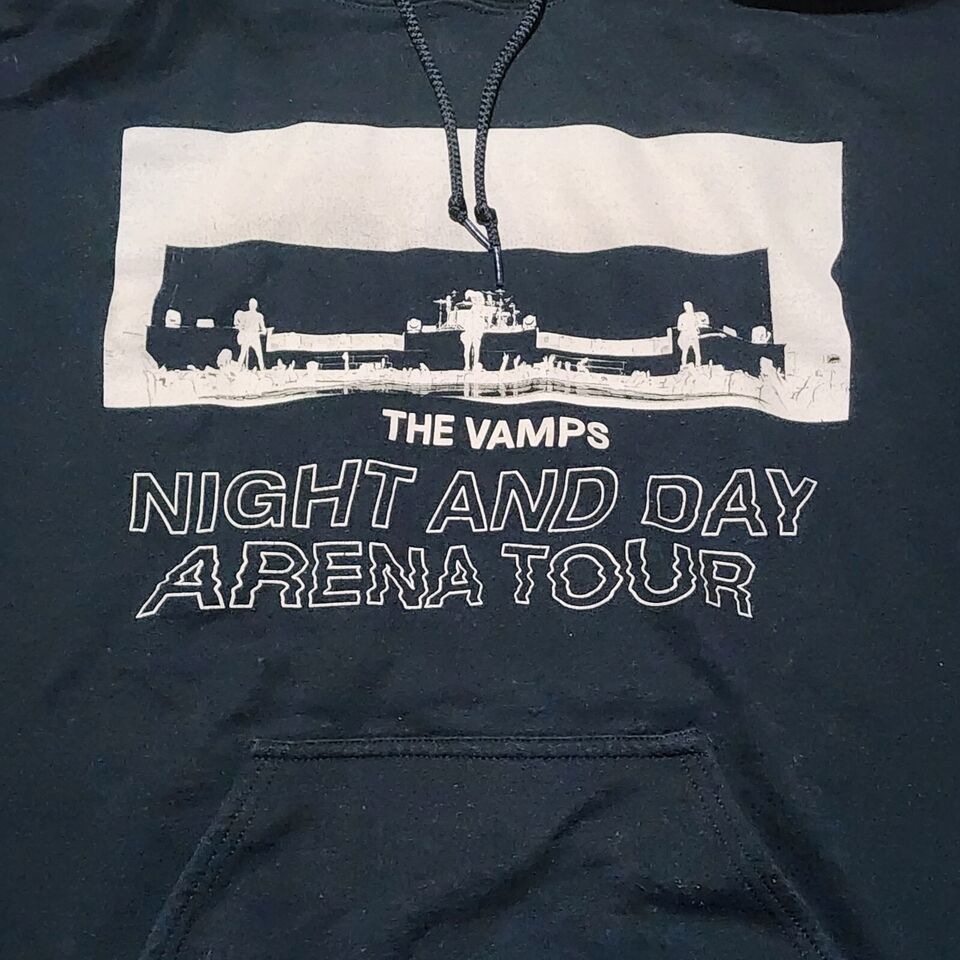 THE VAMPS
NIGHT AND DAY
ARENA TOUR